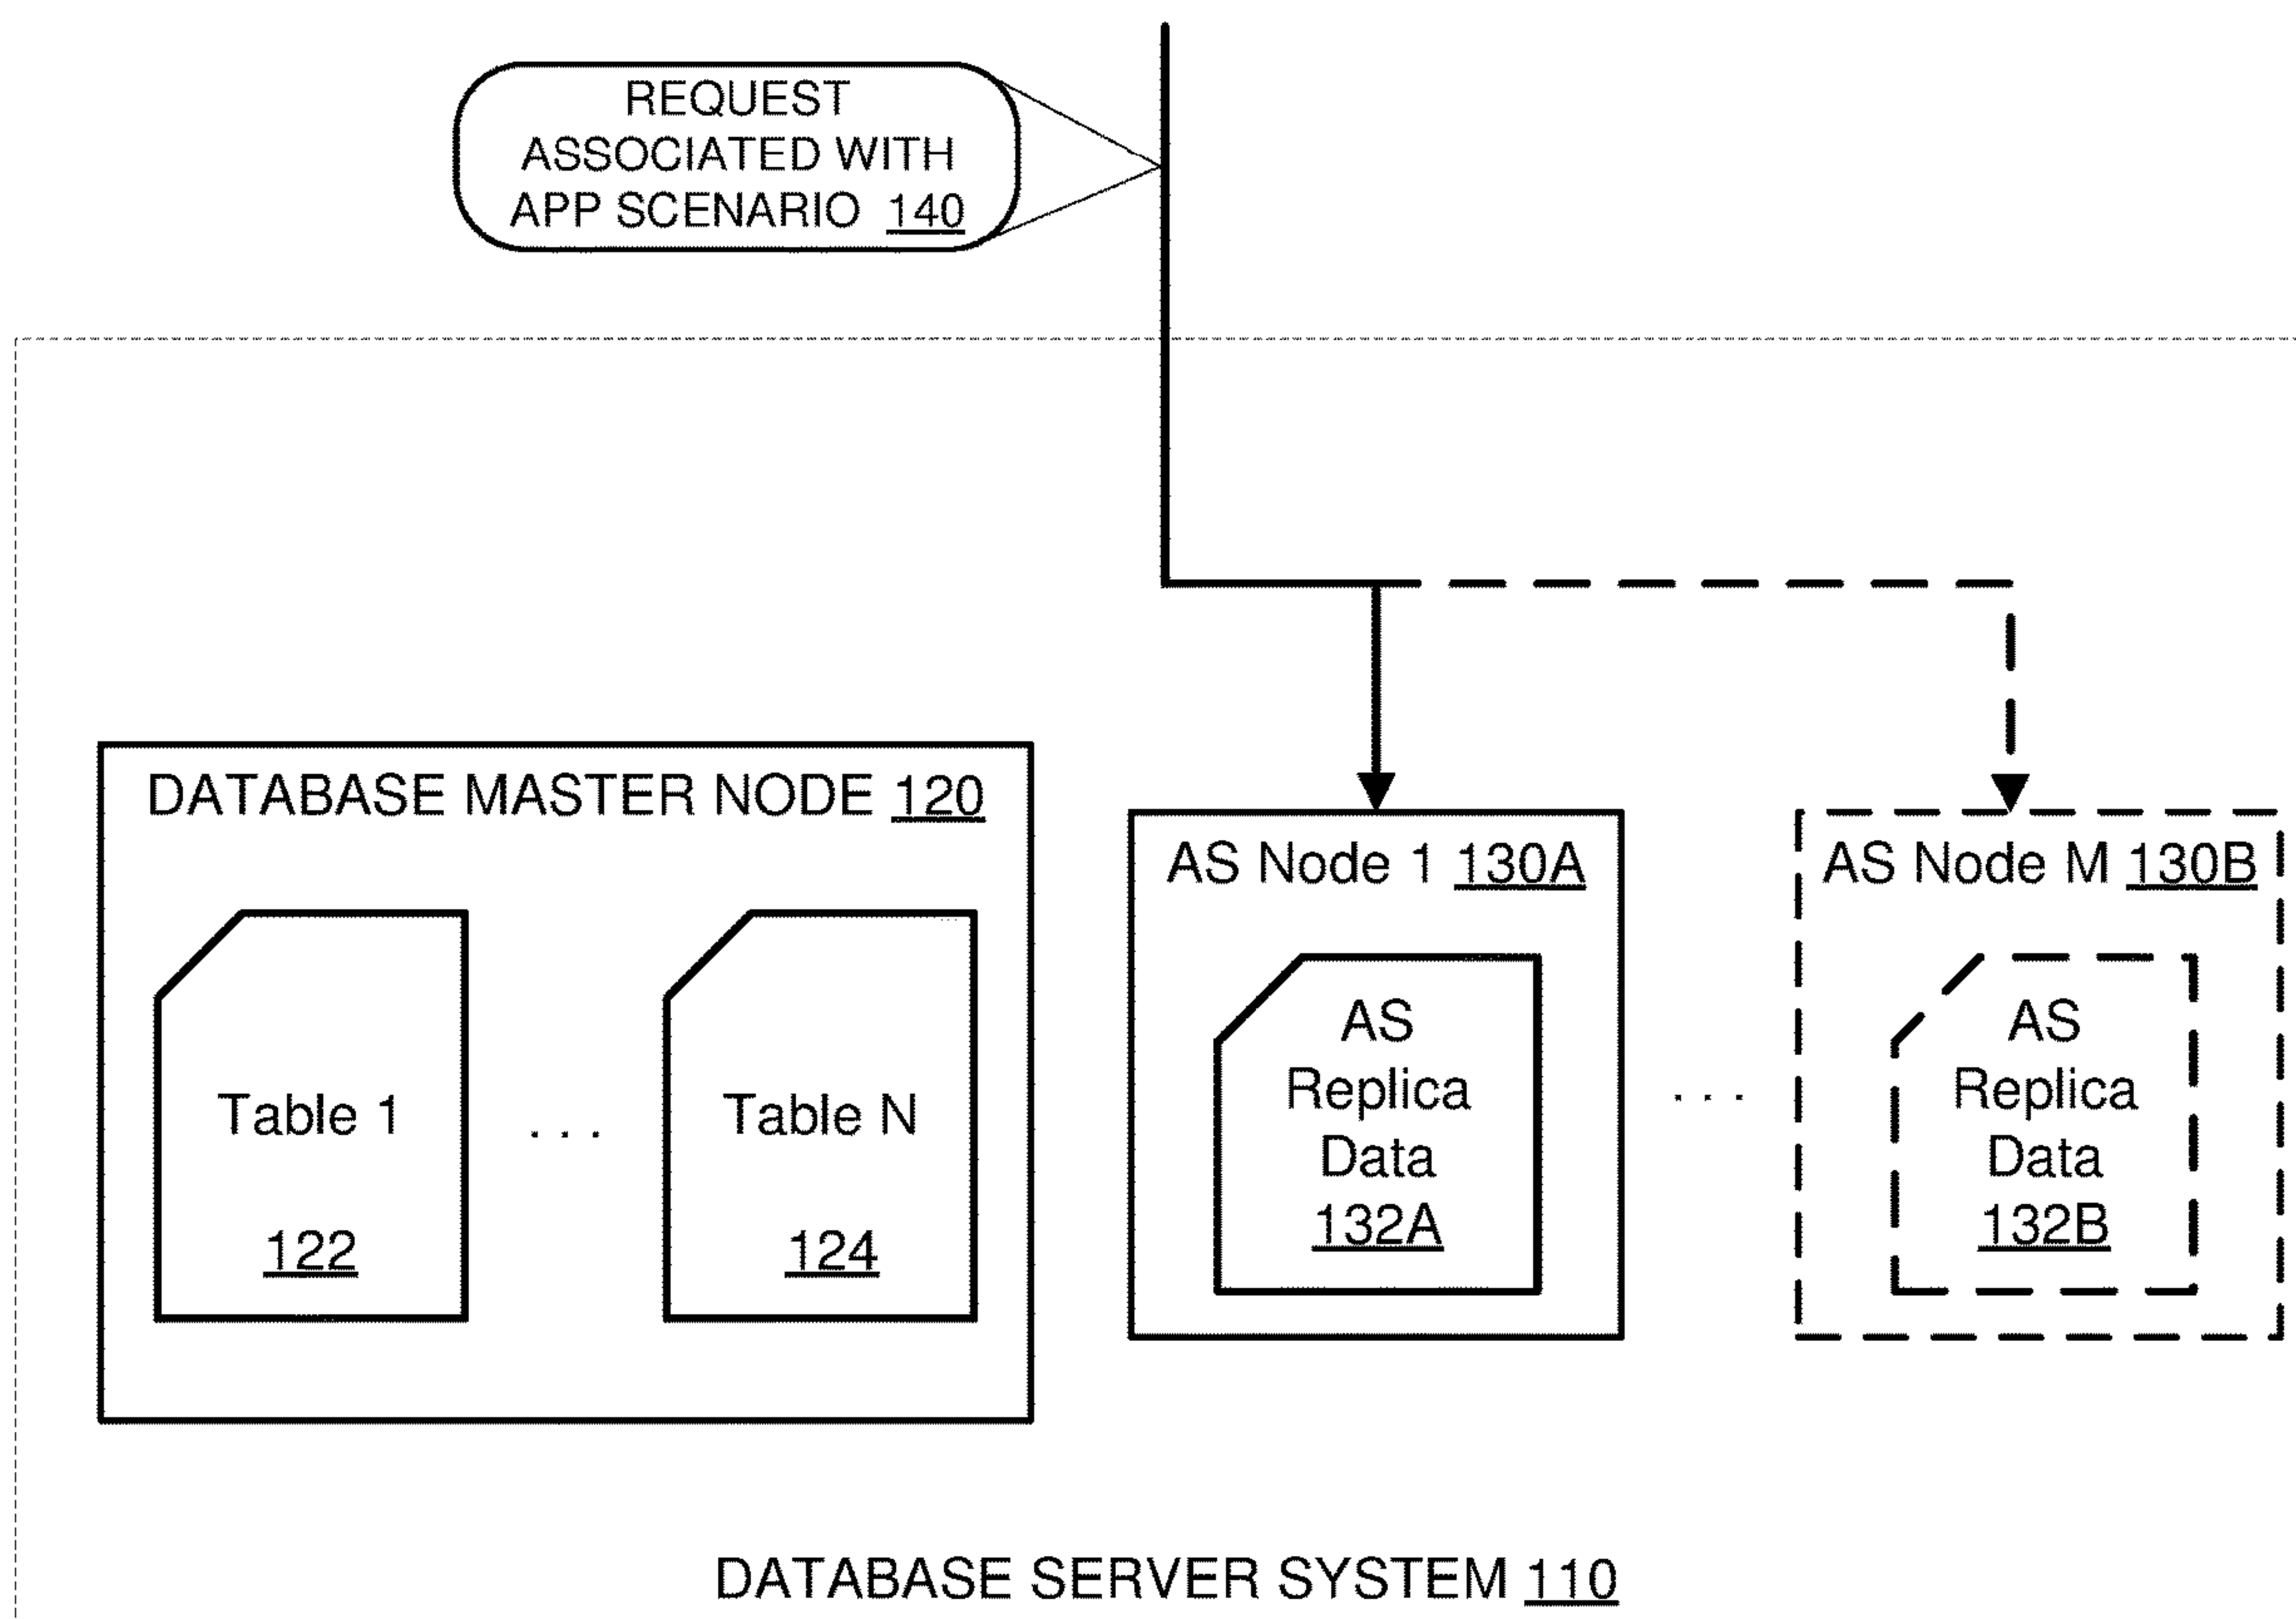 REQUEST
ASSOCIATED WITH
APP SCENARIO 140
DATABASE MASTER NODE 120
Table 1
122
. . .
Table N
124
AS Node 1 130A
AS
Replica
Data
132A
. . .
AS Node M 130B
AS
Replica
Data
132B
DATABASE SERVER SYSTEM 110